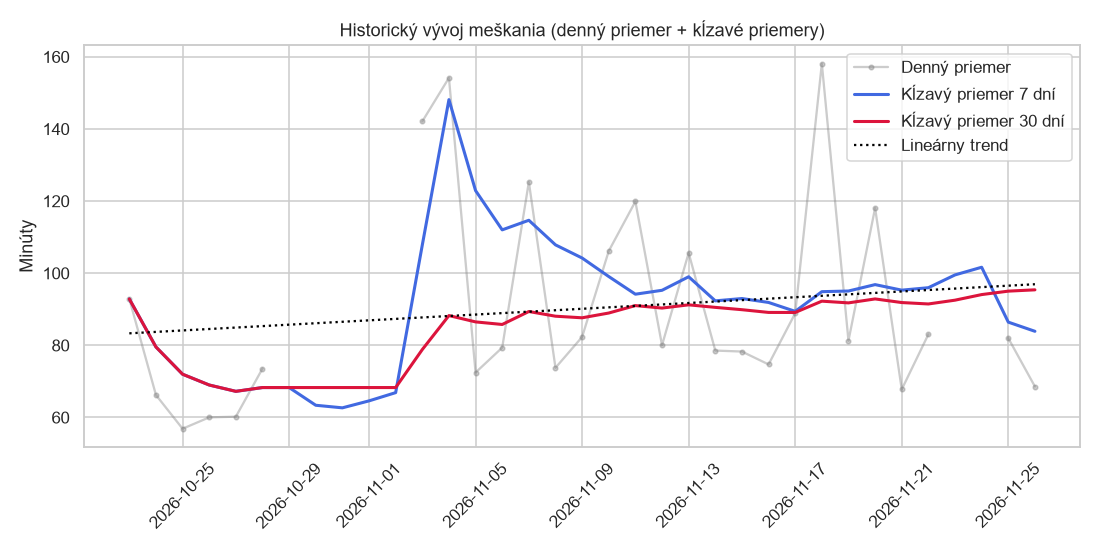 Historický vývoj meškania (denný priemer + kĺzavé priemery)
Minúty
160
140
120
100
80
60
Denný priemer
Kĺzavý priemer 7 dní
Kĺzavý priemer 30 dní
Lineárny trend
2026-10-25
2026-10-29
2026-11-01
2026-11-05
2026-11-09
2026-11-13
2026-11-17
2026-11-21
2026-11-25